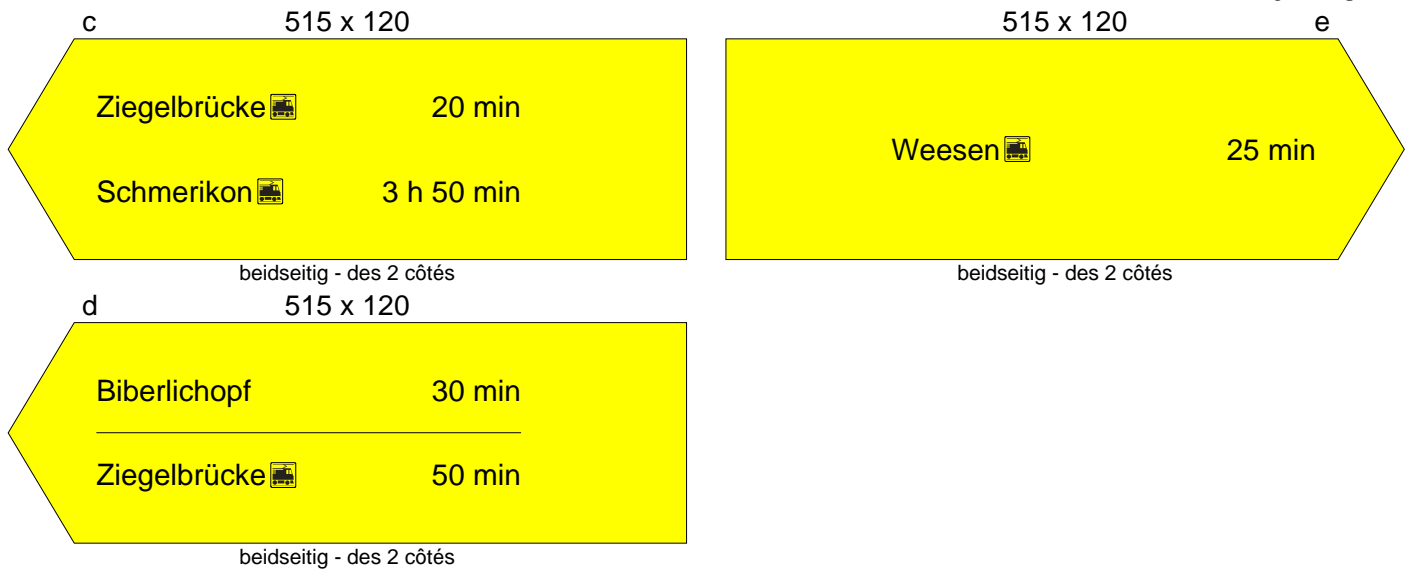 c 515 x 120
Ziegelbrücke 20 min
Schmerikon 3 h 50 min
beidseitig - des 2 côtés
515 x 120 e
Weesen 25 min
beidseitig - des 2 côtés
d 515 x 120
Biberlichopf 30 min
Ziegelbrücke 50 min
beidseitig - des 2 côtés